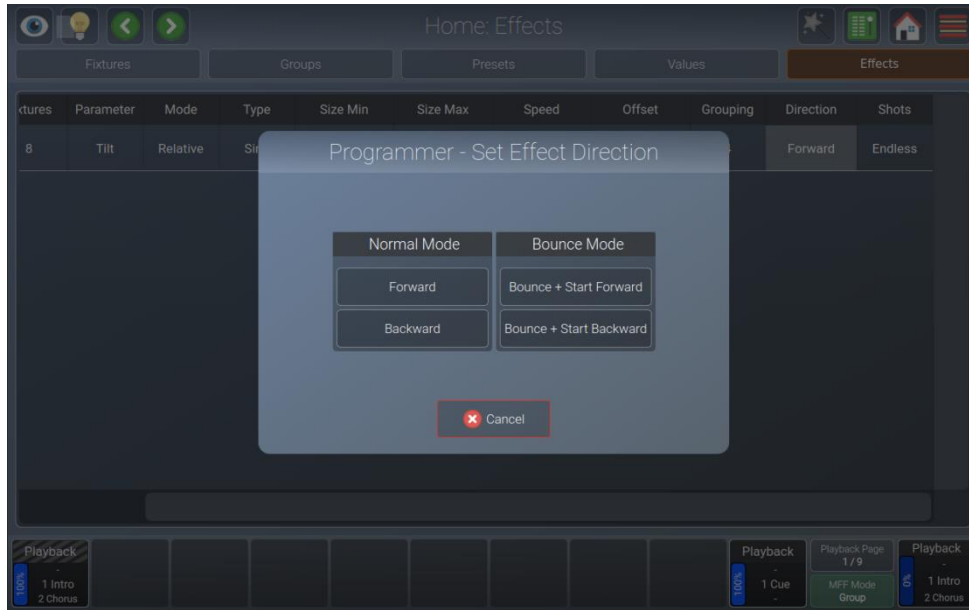 Home: Effects
Fixtures
Groups
Presets
Values
Effects
xtures Parameter Mode Type Size Min Size Max Speed Offset Grouping Direction Shots
8 Tilt Relative Sin Forward Endless
Programmer - Set Effect Direction
Normal Mode
Forward
Backward
Bounce Mode
Bounce + Start Forward
Bounce + Start Backward
Cancel
Playback
-
100%
1 Intro
2 Chorus
Playback
-
100%
1 Cue
-
Playback Page
1 / 9
MFF Mode
Group
Playback
-
0%
1 Intro
2 Chorus